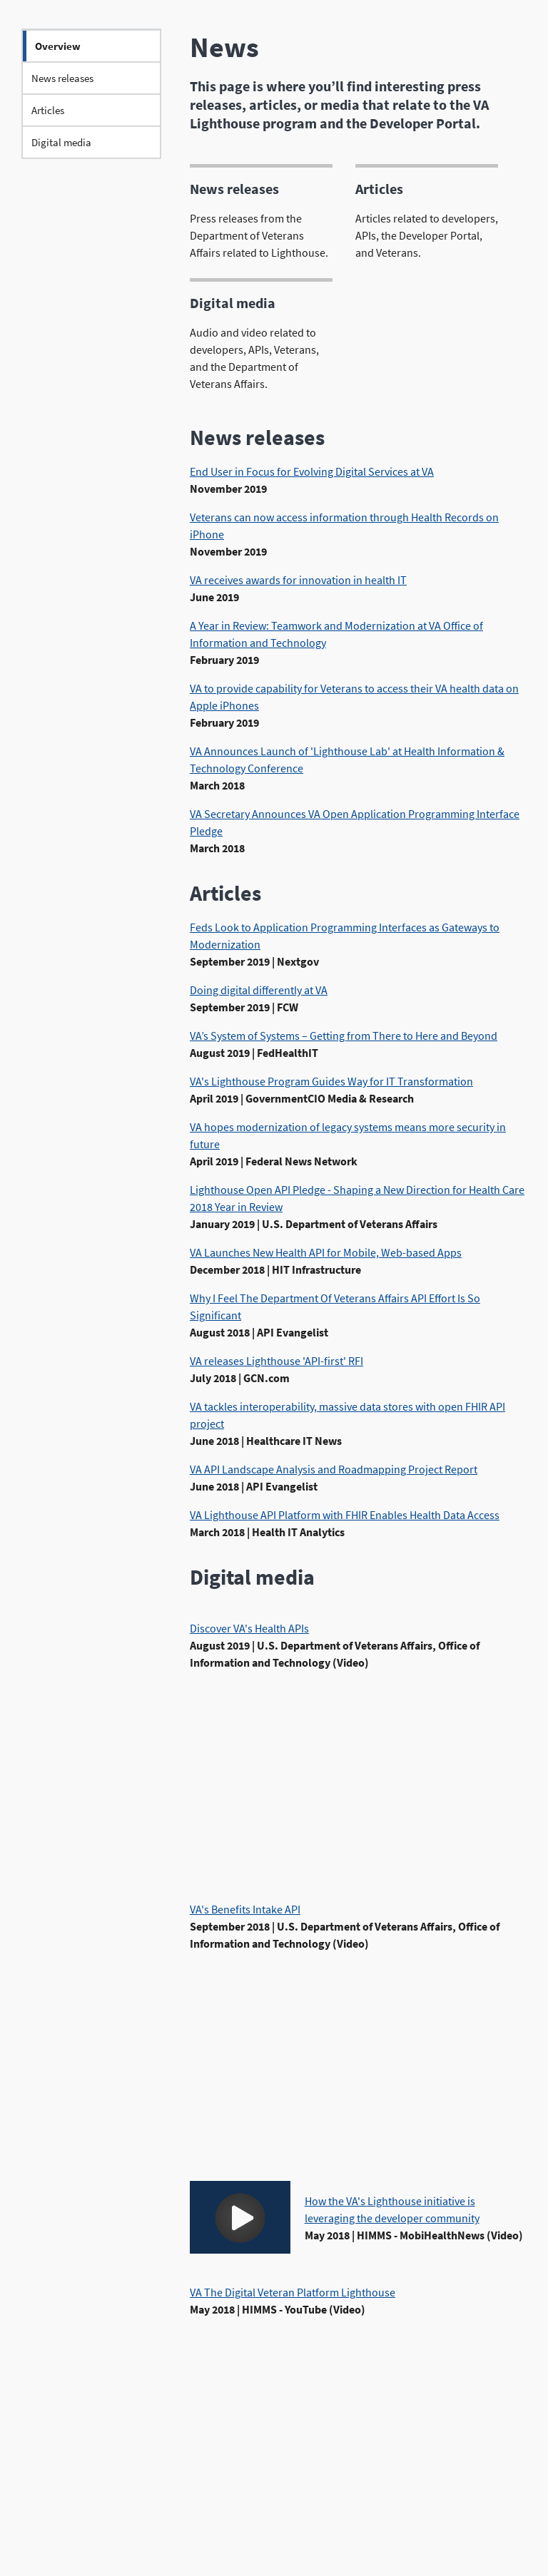 Overview
News releases
Articles
Digital media
News
This page is where you’ll find interesting press
releases, articles, or media that relate to the VA
Lighthouse program and the Developer Portal.
News releases
Press releases from the
Department of Veterans
Affairs related to Lighthouse.
Articles
Articles related to developers,
APIs, the Developer Portal,
and Veterans.
Digital media
Audio and video related to
developers, APIs, Veterans,
and the Department of
Veterans Affairs.
News releases
End User in Focus for Evolving Digital Services at VA
November 2019
Veterans can now access information through Health Records on
iPhone
November 2019
VA receives awards for innovation in health IT
June 2019
A Year in Review: Teamwork and Modernization at VA Office of
Information and Technology
February 2019
VA to provide capability for Veterans to access their VA health data on
Apple iPhones
February 2019
VA Announces Launch of 'Lighthouse Lab' at Health Information &
Technology Conference
March 2018
VA Secretary Announces VA Open Application Programming Interface
Pledge
March 2018
Articles
Feds Look to Application Programming Interfaces as Gateways to
Modernization
September 2019 | Nextgov
Doing digital differently at VA
September 2019 | FCW
VA’s System of Systems – Getting from There to Here and Beyond
August 2019 | FedHealthIT
VA's Lighthouse Program Guides Way for IT Transformation
April 2019 | GovernmentCIO Media & Research
VA hopes modernization of legacy systems means more security in
future
April 2019 | Federal News Network
Lighthouse Open API Pledge - Shaping a New Direction for Health Care
2018 Year in Review
January 2019 | U.S. Department of Veterans Affairs
VA Launches New Health API for Mobile, Web-based Apps
December 2018 | HIT Infrastructure
Why I Feel The Department Of Veterans Affairs API Effort Is So
Significant
August 2018 | API Evangelist
VA releases Lighthouse 'API-first' RFI
July 2018 | GCN.com
VA tackles interoperability, massive data stores with open FHIR API
project
June 2018 | Healthcare IT News
VA API Landscape Analysis and Roadmapping Project Report
June 2018 | API Evangelist
VA Lighthouse API Platform with FHIR Enables Health Data Access
March 2018 | Health IT Analytics
Digital media
Discover VA's Health APIs
August 2019 | U.S. Department of Veterans Affairs, Office of
Information and Technology (Video)
VA's Benefits Intake API
September 2018 | U.S. Department of Veterans Affairs, Office of
Information and Technology (Video)
How the VA's Lighthouse initiative is
leveraging the developer community
May 2018 | HIMMS - MobiHealthNews (Video)
VA The Digital Veteran Platform Lighthouse
May 2018 | HIMMS - YouTube (Video)